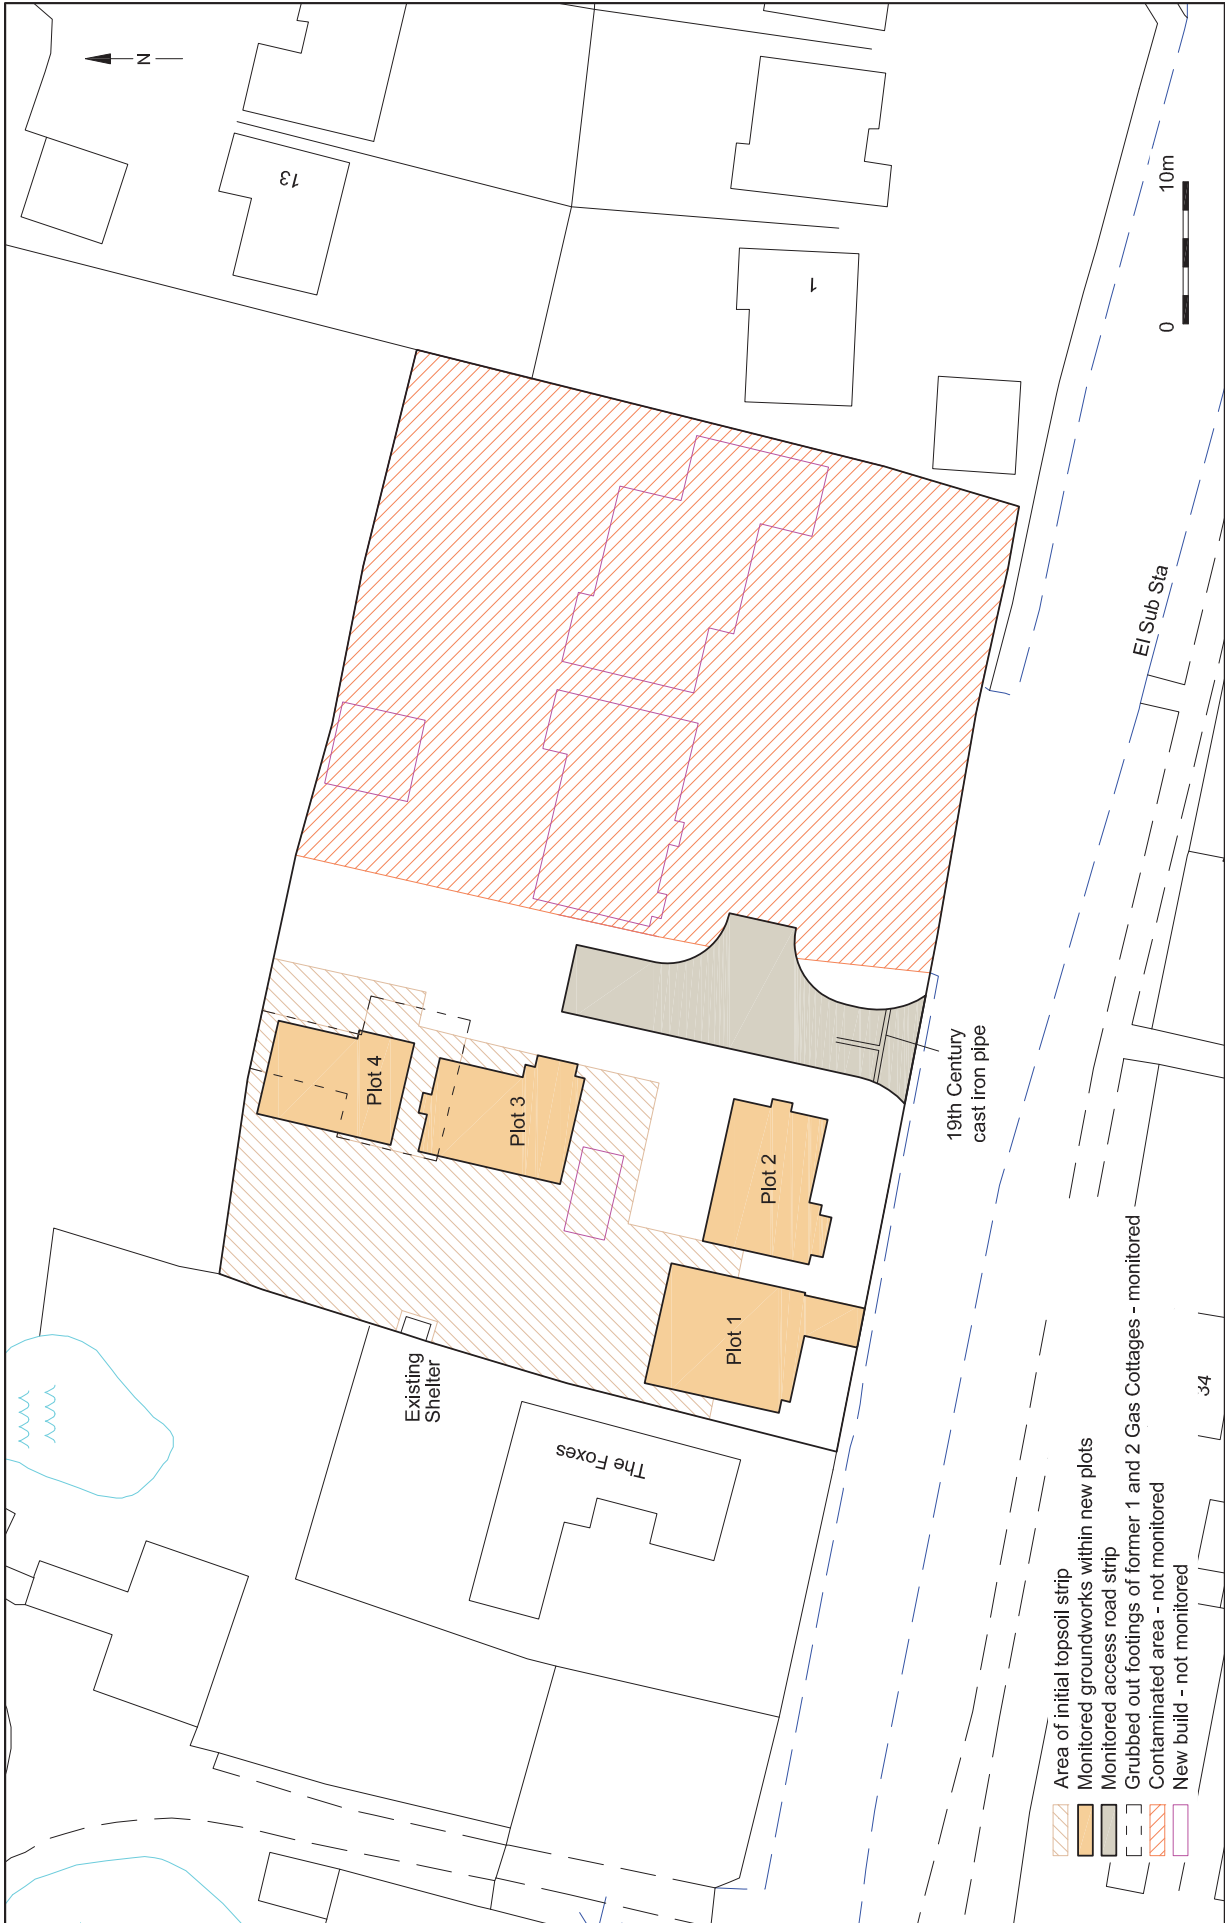 N
13
1
0
10m
El Sub Sta
Plot 4
Plot 3
Plot 2
Plot 1
19th Century
cast iron pipe
Existing
Shelter
The Foxes
34
Area of initial topsoil strip
Monitored groundworks within new plots
Monitored access road strip
Grubbed out footings of former 1 and 2 Gas Cottages - monitored
Contaminated area - not monitored
New build - not monitored